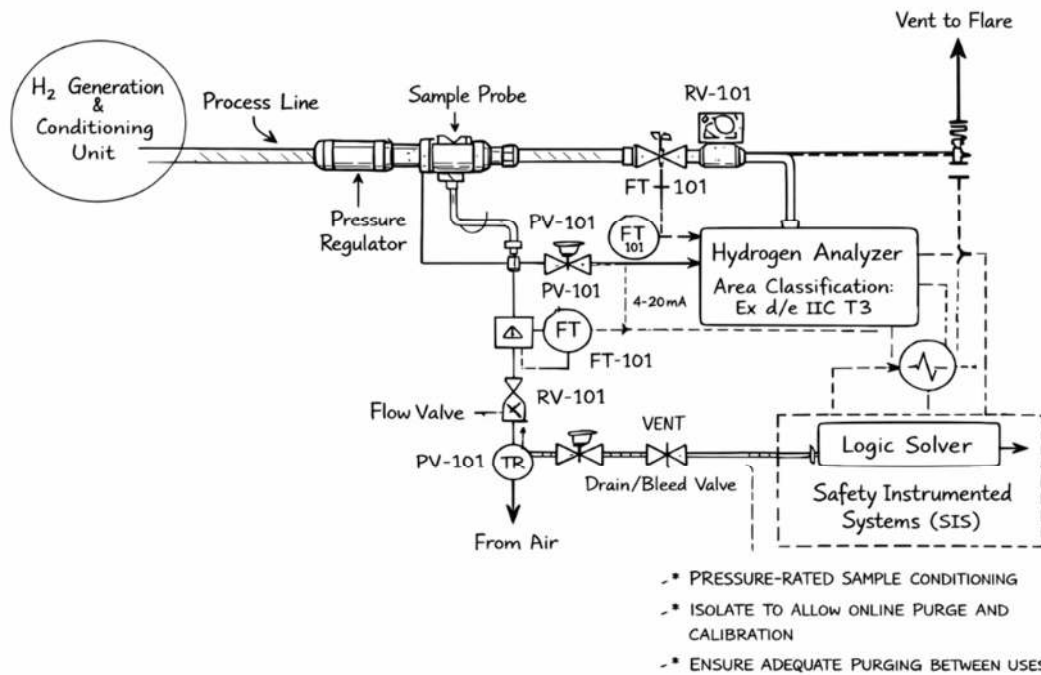 Vent to Flare
H₂ Generation
&
Conditioning
Unit
Process Line
Sample Probe
RV-101
Pressure
Regulator
FT-101
PV-101
FT
101
PV-101
Hydrogen Analyzer
Area Classification:
Ex d/e IIC T3
4-20mA
FT
FT-101
RV-101
Flow Valve
PV-101
TR
VENT
Drain/Bleed Valve
From Air
Logic Solver
Safety Instrumented
Systems (SIS)
-* PRESSURE-RATED SAMPLE CONDITIONING
-* ISOLATE TO ALLOW ONLINE PURGE AND
CALIBRATION
-* ENSURE ADEQUATE PURGING BETWEEN USES